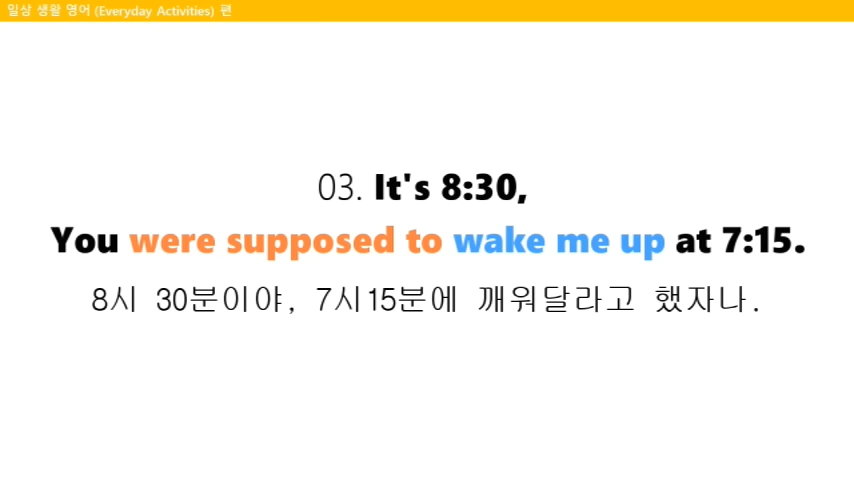 일상 생활 영어 (Everyday Activities) 편
03. It's 8:30,
You were supposed to wake me up at 7:15.
8시 30분이야, 7시15분에 깨워달라고 했자나.